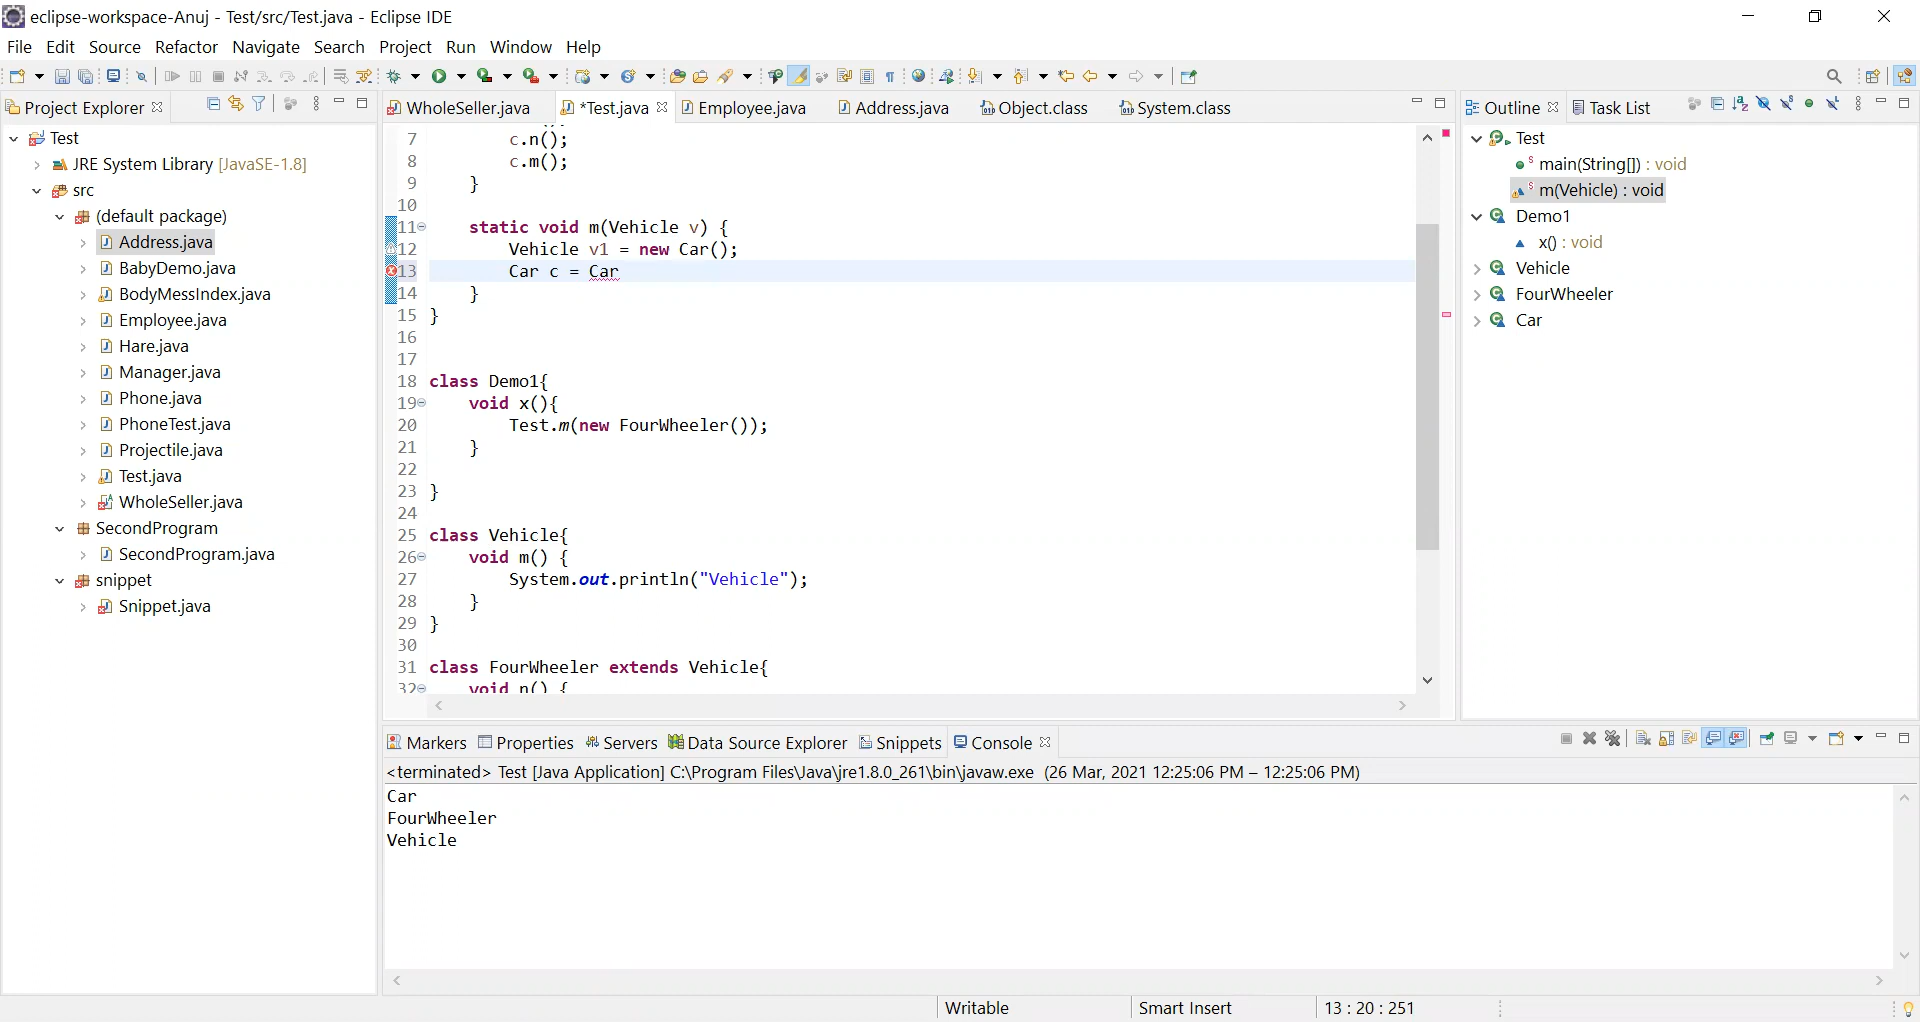 eclipse-workspace-Anuj - Test/src/Test.java - Eclipse IDE
File Edit Source Refactor Navigate Search Project Run Window Help
Project Explorer
WholeSeller.java *Test.java Employee.java Address.java Object.class System.class
Outline Task List
Test
JRE System Library [JavaSE-1.8]
src
(default package)
Address.java
BabyDemo.java
BodyMessIndex.java
Employee.java
Hare.java
Manager.java
Phone.java
PhoneTest.java
Projectile.java
Test.java
WholeSeller.java
SecondProgram
SecondProgram.java
snippet
Snippet.java
7 c.n();
8 c.m();
9 }
10
11 static void m(Vehicle v) {
12 Vehicle v1 = new Car();
13 Car c = Car
14 }
15 }
16
17
18 class Demo1{
19 void x(){
20 Test.m(new FourWheeler());
21 }
22
23 }
24
25 class Vehicle{
26 void m() {
27 System.out.println("Vehicle");
28 }
29 }
30
31 class FourWheeler extends Vehicle{
32 void n() {
Test
main(String[]) : void
m(Vehicle) : void
Demo1
x() : void
Vehicle
FourWheeler
Car
Markers Properties Servers Data Source Explorer Snippets Console
<terminated> Test [Java Application] C:\Program Files\Java\jre1.8.0_261\bin\javaw.exe (26 Mar, 2021 12:25:06 PM – 12:25:06 PM)
Car
FourWheeler
Vehicle
Writable Smart Insert 13 : 20 : 251